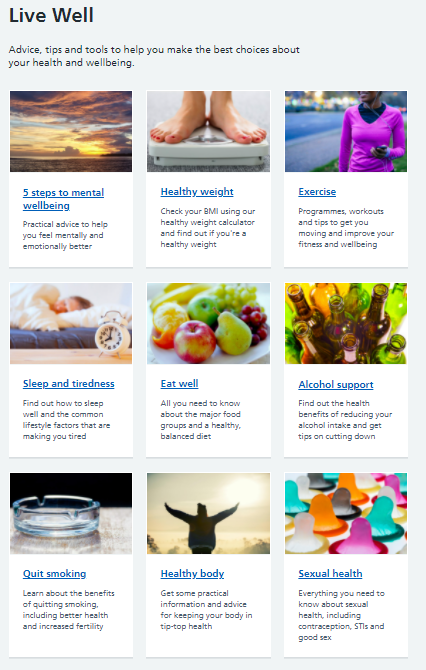 Live Well
Advice, tips and tools to help you make the best choices about
your health and wellbeing.
5 steps to mental
wellbeing
Practical advice to help
you feel mentally and
emotionally better
Healthy weight
Check your BMI using our
healthy weight calculator
and find out if you're a
healthy weight
Exercise
Programmes, workouts
and tips to get you
moving and improve your
fitness and wellbeing
Sleep and tiredness
Find out how to sleep
well and the common
lifestyle factors that are
making you tired
Eat well
All you need to know
about the major food
groups and a healthy,
balanced diet
Alcohol support
Find out the health
benefits of reducing your
alcohol intake and get
tips on cutting down
Quit smoking
Learn about the benefits
of quitting smoking,
including better health
and increased fertility
Healthy body
Get some practical
information and advice
for keeping your body in
tip-top health
Sexual health
Everything you need to
know about sexual
health, including
contraception, STIs and
good sex